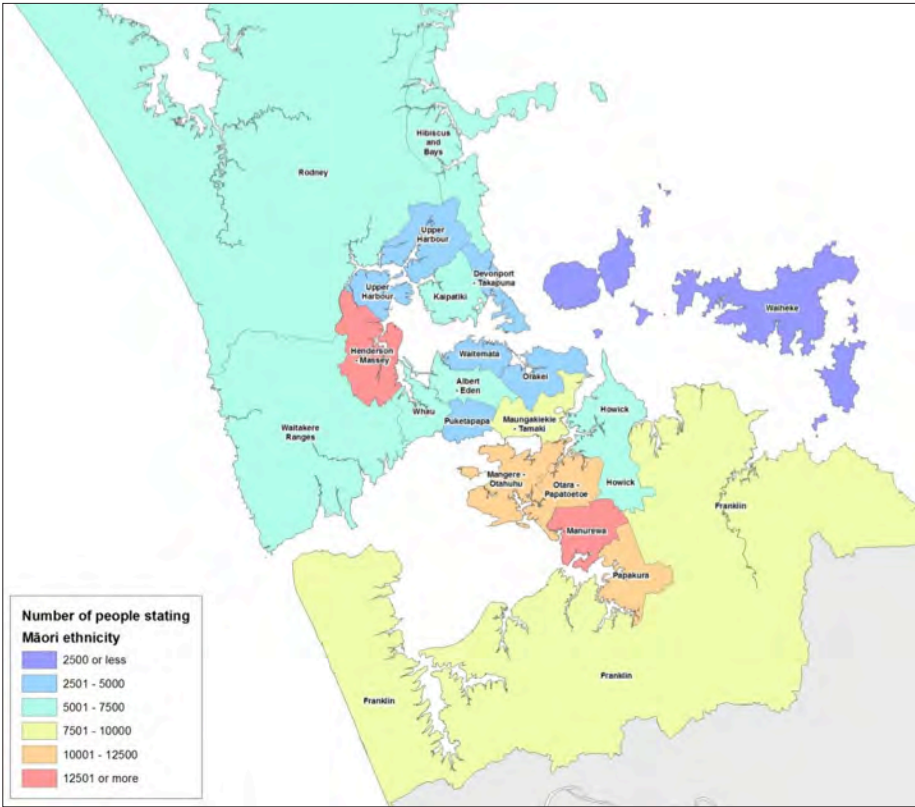 Hibiscus
and
Bays
Rodney
Upper
Harbour
Devonport
- Takapuna
Upper
Harbour
Kaipatiki
Waiheke
Henderson
- Massey
Waitemata
Orakei
Albert
- Eden
Whau
Puketapapa
Maungakiekie
- Tamaki
Howick
Waitakere
Ranges
Mangere -
Otahuhu
Otara -
Papatoetoe
Howick
Franklin
Manurewa
Papakura
Franklin
Franklin
Number of people stating
Māori ethnicity
2500 or less
2501 - 5000
5001 - 7500
7501 - 10000
10001 - 12500
12501 or more